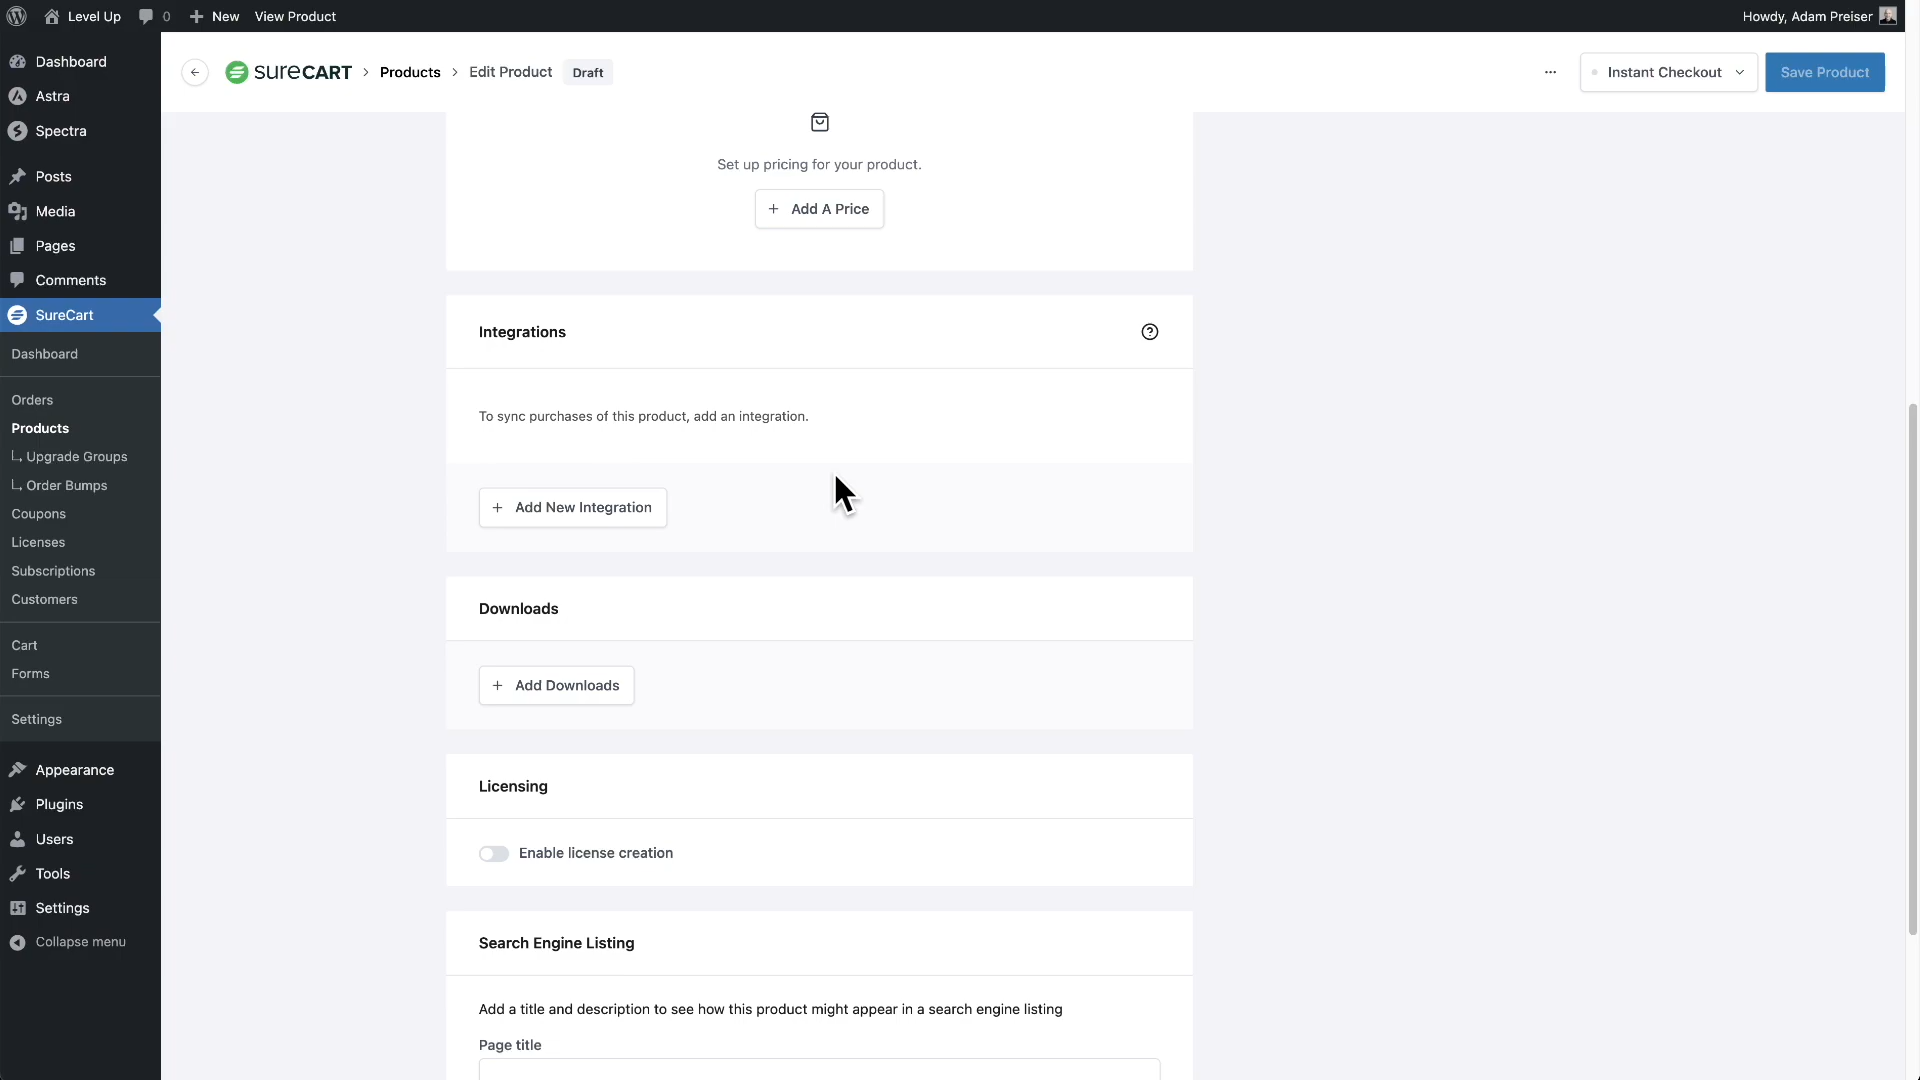 Level Up 0 New View Product Howdy, Adam Preiser
Dashboard
Astra
Spectra
Posts
Media
Pages
Comments
SureCart
Dashboard
Orders
Products
Upgrade Groups
Order Bumps
Coupons
Licenses
Subscriptions
Customers
Cart
Forms
Settings
Appearance
Plugins
Users
Tools
Settings
Collapse menu
SURECART > Products > Edit Product Draft ... Instant Checkout Save Product
Set up pricing for your product.
+ Add A Price
Integrations
To sync purchases of this product, add an integration.
+ Add New Integration
Downloads
+ Add Downloads
Licensing
Enable license creation
Search Engine Listing
Add a title and description to see how this product might appear in a search engine listing
Page title